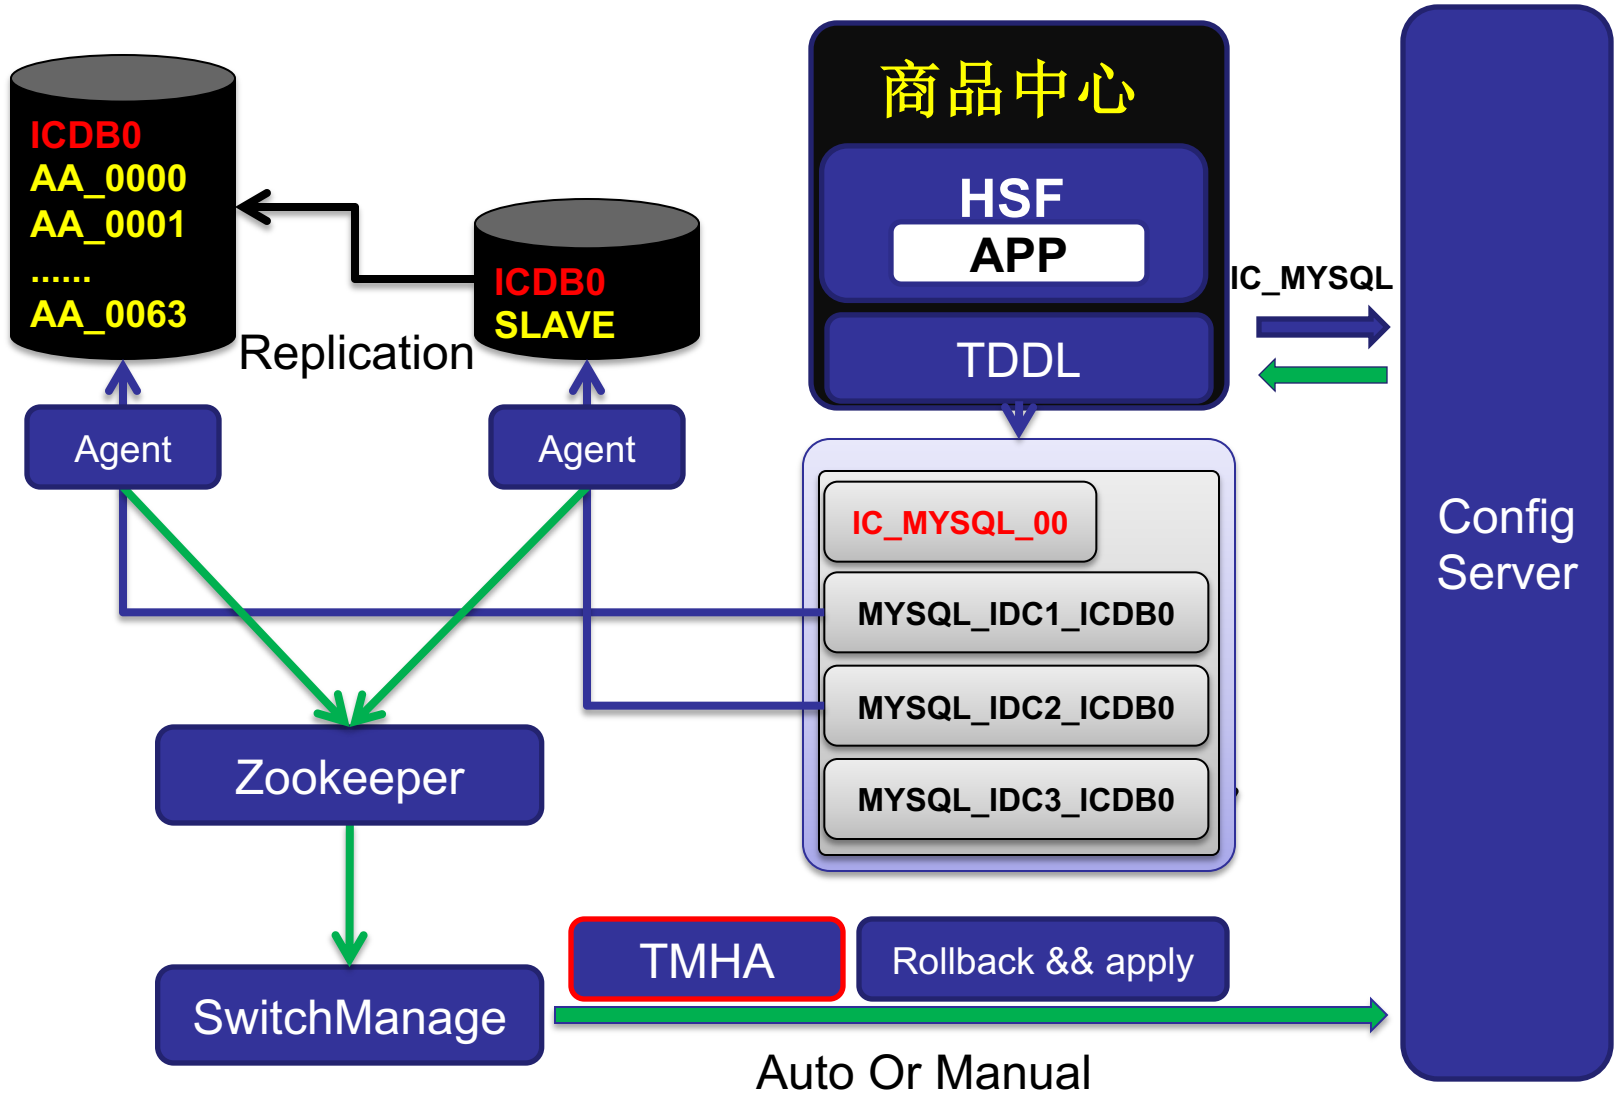 ICDB0
AA_0000
AA_0001
......
AA_0063
Replication
ICDB0
SLAVE
Agent
Agent
Zookeeper
SwitchManage
商品中心
HSF
APP
TDDL
IC_MYSQL
IC_MYSQL_00
MYSQL_IDC1_ICDB0
MYSQL_IDC2_ICDB0
MYSQL_IDC3_ICDB0
TMHA
Rollback && apply
Auto Or Manual
Config
Server